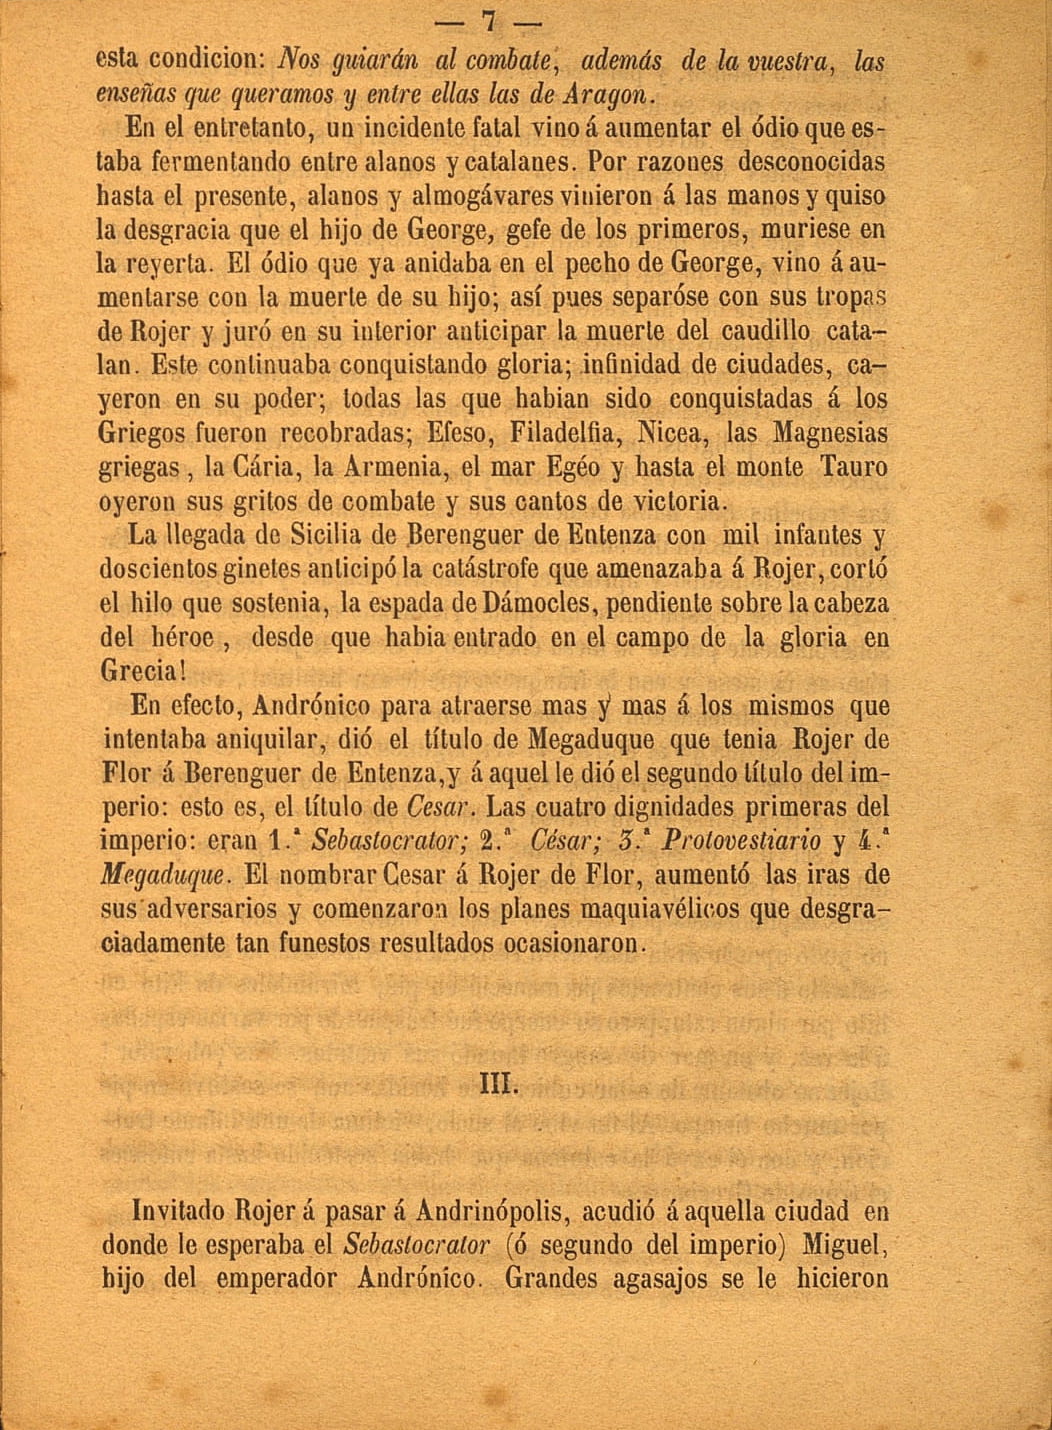 — 7 —
esta condicion: Nos guiarán al combate, además de la vuestra, las
enseñas que queramos y entre ellas las de Aragon.
En el entretanto, un incidente fatal vino á aumentar el ódio que es-
taba fermentando entre alanos y catalanes. Por razones desconocidas
hasta el presente, alanos y almogávares vinieron á las manos y quiso
la desgracia que el hijo de George, gefe de los primeros, muriese en
la reyerta. El ódio que ya anidaba en el pecho de George, vino á au-
mentarse con la muerte de su hijo; así pues separóse con sus tropas
de Rojer y juró en su interior anticipar la muerte del caudillo cata-
lan. Este continuaba conquistando gloria; infinidad de ciudades, ca-
yeron en su poder; todas las que habian sido conquistadas á los
Griegos fueron recobradas; Efeso, Filadelfia, Nicea, las Magnesias
griegas, la Cária, la Armenia, el mar Egéo y hasta el monte Tauro
oyeron sus gritos de combate y sus cantos de victoria.
La llegada de Sicilia de Berenguer de Entenza con mil infantes y
doscientos ginetes anticipó la catástrofe que amenazaba á Rojer, cortó
el hilo que sostenia, la espada de Dámocles, pendiente sobre la cabeza
del héroe, desde que habia entrado en el campo de la gloria en
Grecia!
En efecto, Andrónico para atraerse mas y mas á los mismos que
intentaba aniquilar, dió el título de Megaduque que tenia Rojer de
Flor á Berenguer de Entenza, y á aquel le dió el segundo título del im-
perio: esto es, el título de Cesar. Las cuatro dignidades primeras del
imperio: eran 1.ª Sebastocrator; 2.ª César; 3.ª Protovestiario y 4.ª
Megaduque. El nombrar Cesar á Rojer de Flor, aumentó las iras de
sus adversarios y comenzaron los planes maquiavélicos que desgra-
ciadamente tan funestos resultados ocasionaron.
III.
Invitado Rojer á pasar á Andrinópolis, acudió á aquella ciudad en
donde le esperaba el Sebastocrator (ó segundo del imperio) Miguel,
hijo del emperador Andrónico. Grandes agasajos se le hicieron